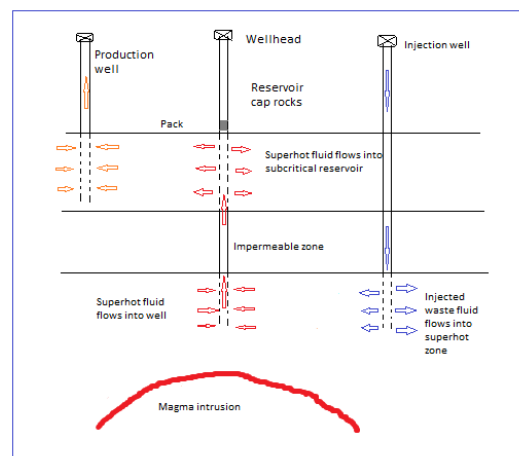 Wellhead
Injection well
Production
well
Reservoir
cap rocks
Pack
Superhot fluid flows into
subcritical reservoir
Impermeable zone
Superhot fluid
flows into well
Injected
waste fluid
flows into
superhot
zone
Magma intrusion